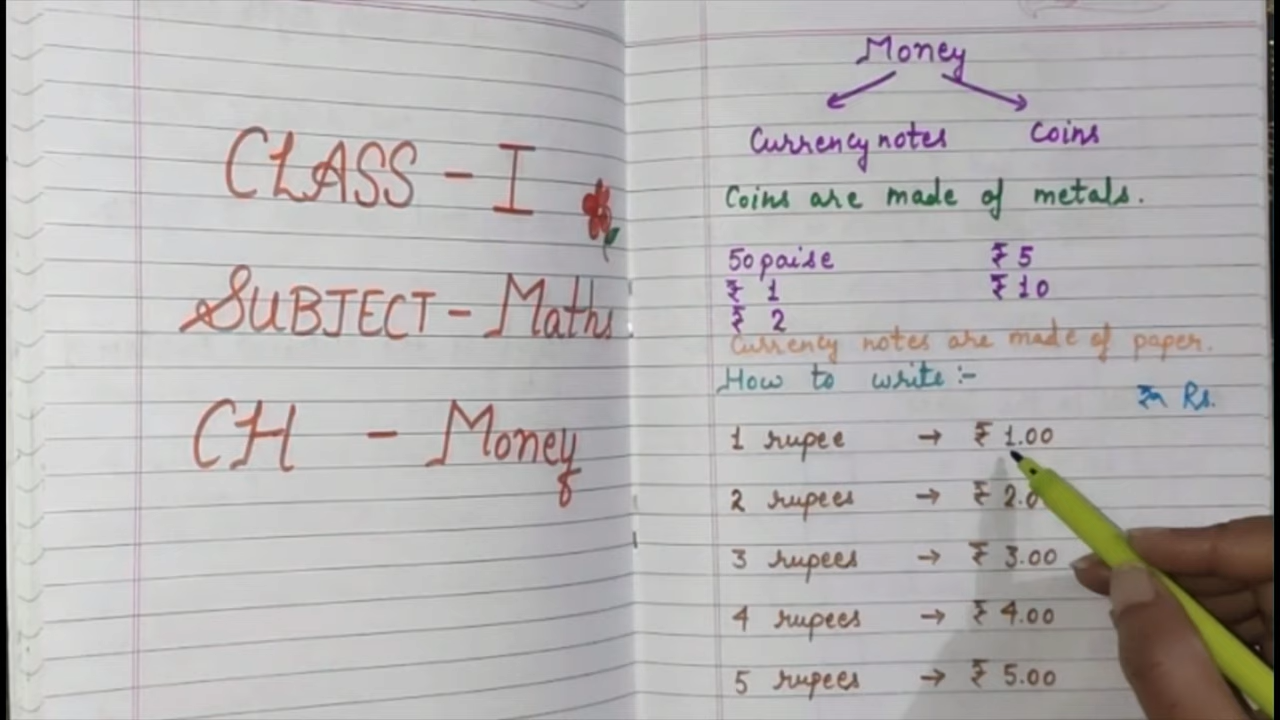 CLASS - I
SUBJECT - Maths
CH - Money
Money
Currency notes Coins
Coins are made of metals.
50 paise ₹ 5
₹ 1 ₹ 10
₹ 2
Currency notes are made of paper.
How to write :-
₹ Rs.
1 rupee → ₹ 1.00
2 rupees → ₹ 2.0
3 rupees → ₹ 3.00
4 rupees → ₹ 4.00
5 rupees → ₹ 5.00